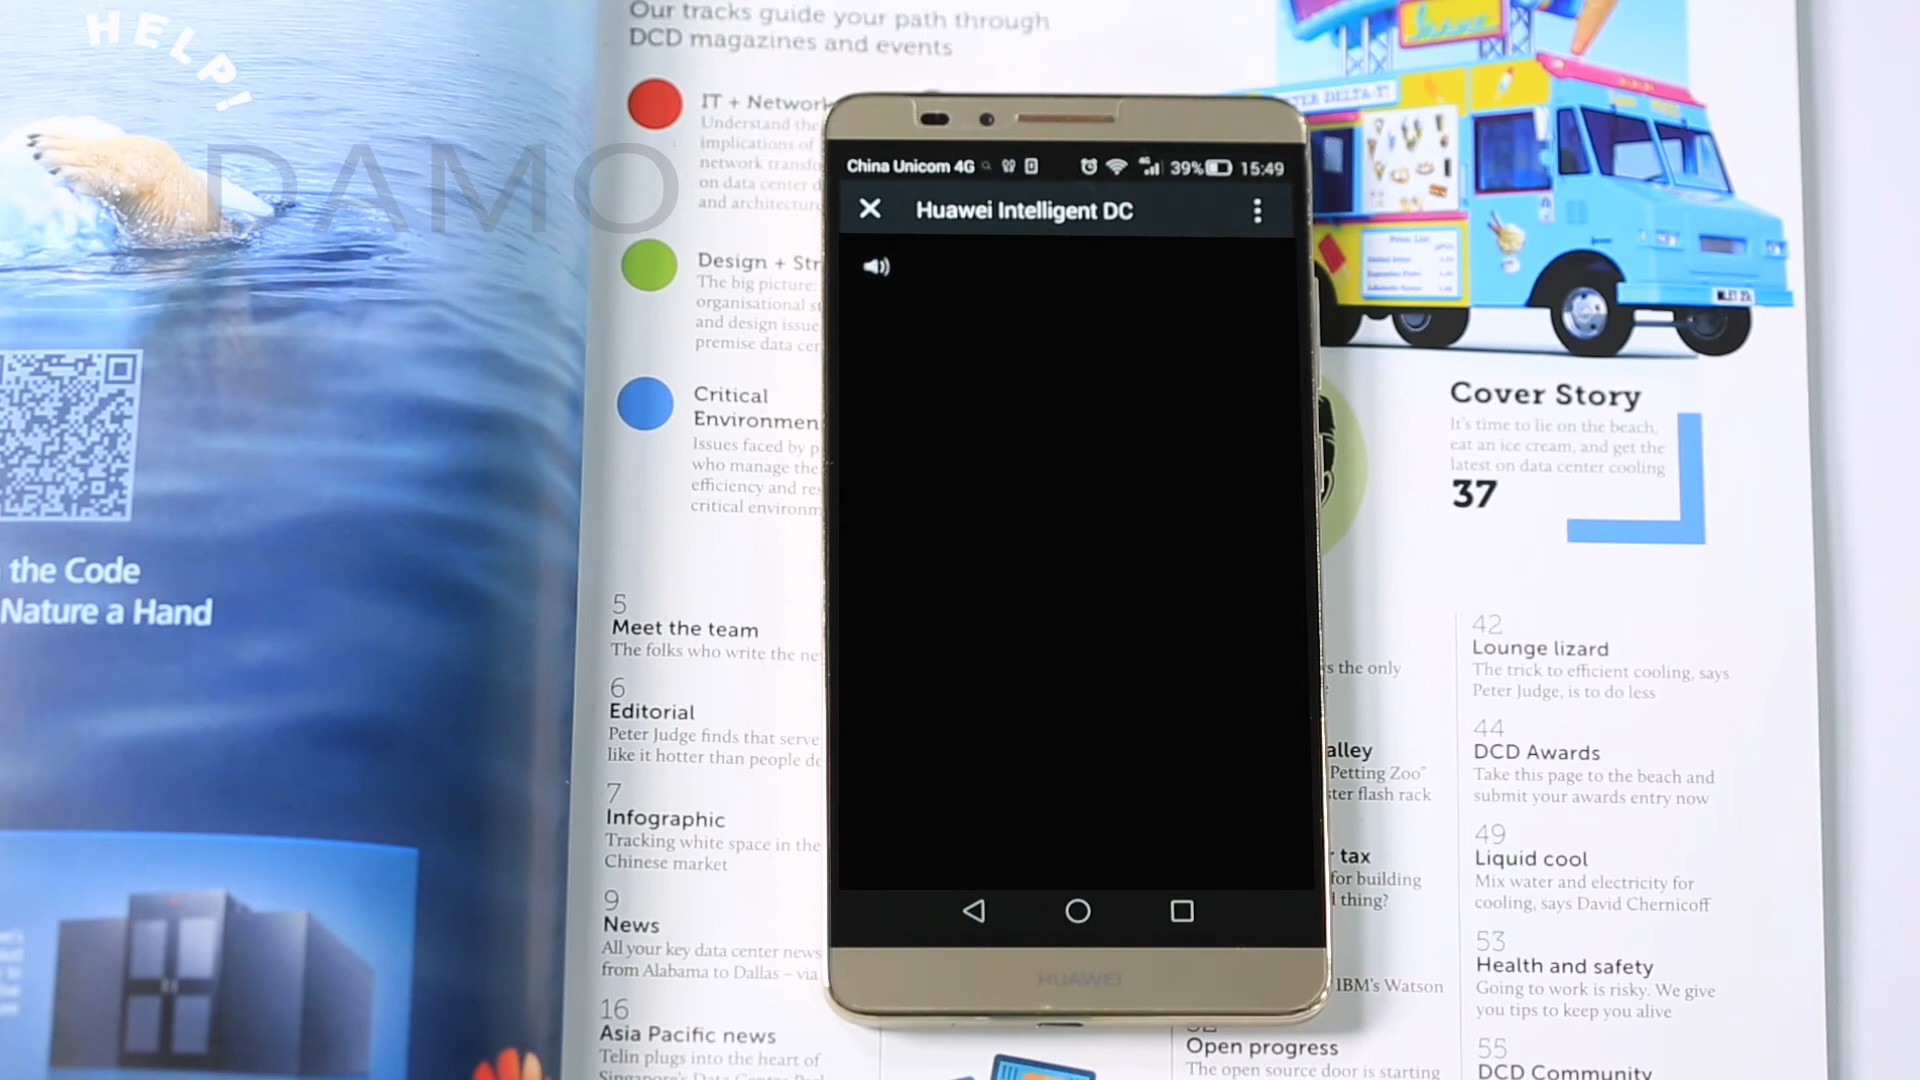 HELP!
DAMO
the Code
Nature a Hand
Our tracks guide your path through
DCD magazines and events
IT + Network
Understand the
implications of
network transfo
on data center d
and architecture
Design + Str
The big picture:
organisational st
and design issue
premise data cen
Critical
Environmen
Issues faced by p
who manage the
efficiency and re
critical environm
5
Meet the team
The folks who write the ne
6
Editorial
Peter Judge finds that serve
like it hotter than people do
7
Infographic
Tracking white space in the
Chinese market
9
News
All your key data center news
from Alabama to Dallas – via
16
Asia Pacific news
Telin plugs into the heart of
China Unicom 4G 39% 15:49
Huawei Intelligent DC
HUAWEI
TER DELTA-T!
Price List
Cover Story
It's time to lie on the beach,
eat an ice cream, and get the
latest on data center cooling
37
s the only
alley
Petting Zoo"
ster flash rack
tax
for building
thing?
IBM's Watson
Open progress
The open source door is starting
42
Lounge lizard
The trick to efficient cooling, says
Peter Judge, is to do less
44
DCD Awards
Take this page to the beach and
submit your awards entry now
49
Liquid cool
Mix water and electricity for
cooling, says David Chernicoff
53
Health and safety
Going to work is risky. We give
you tips to keep you alive
55
DCD Community